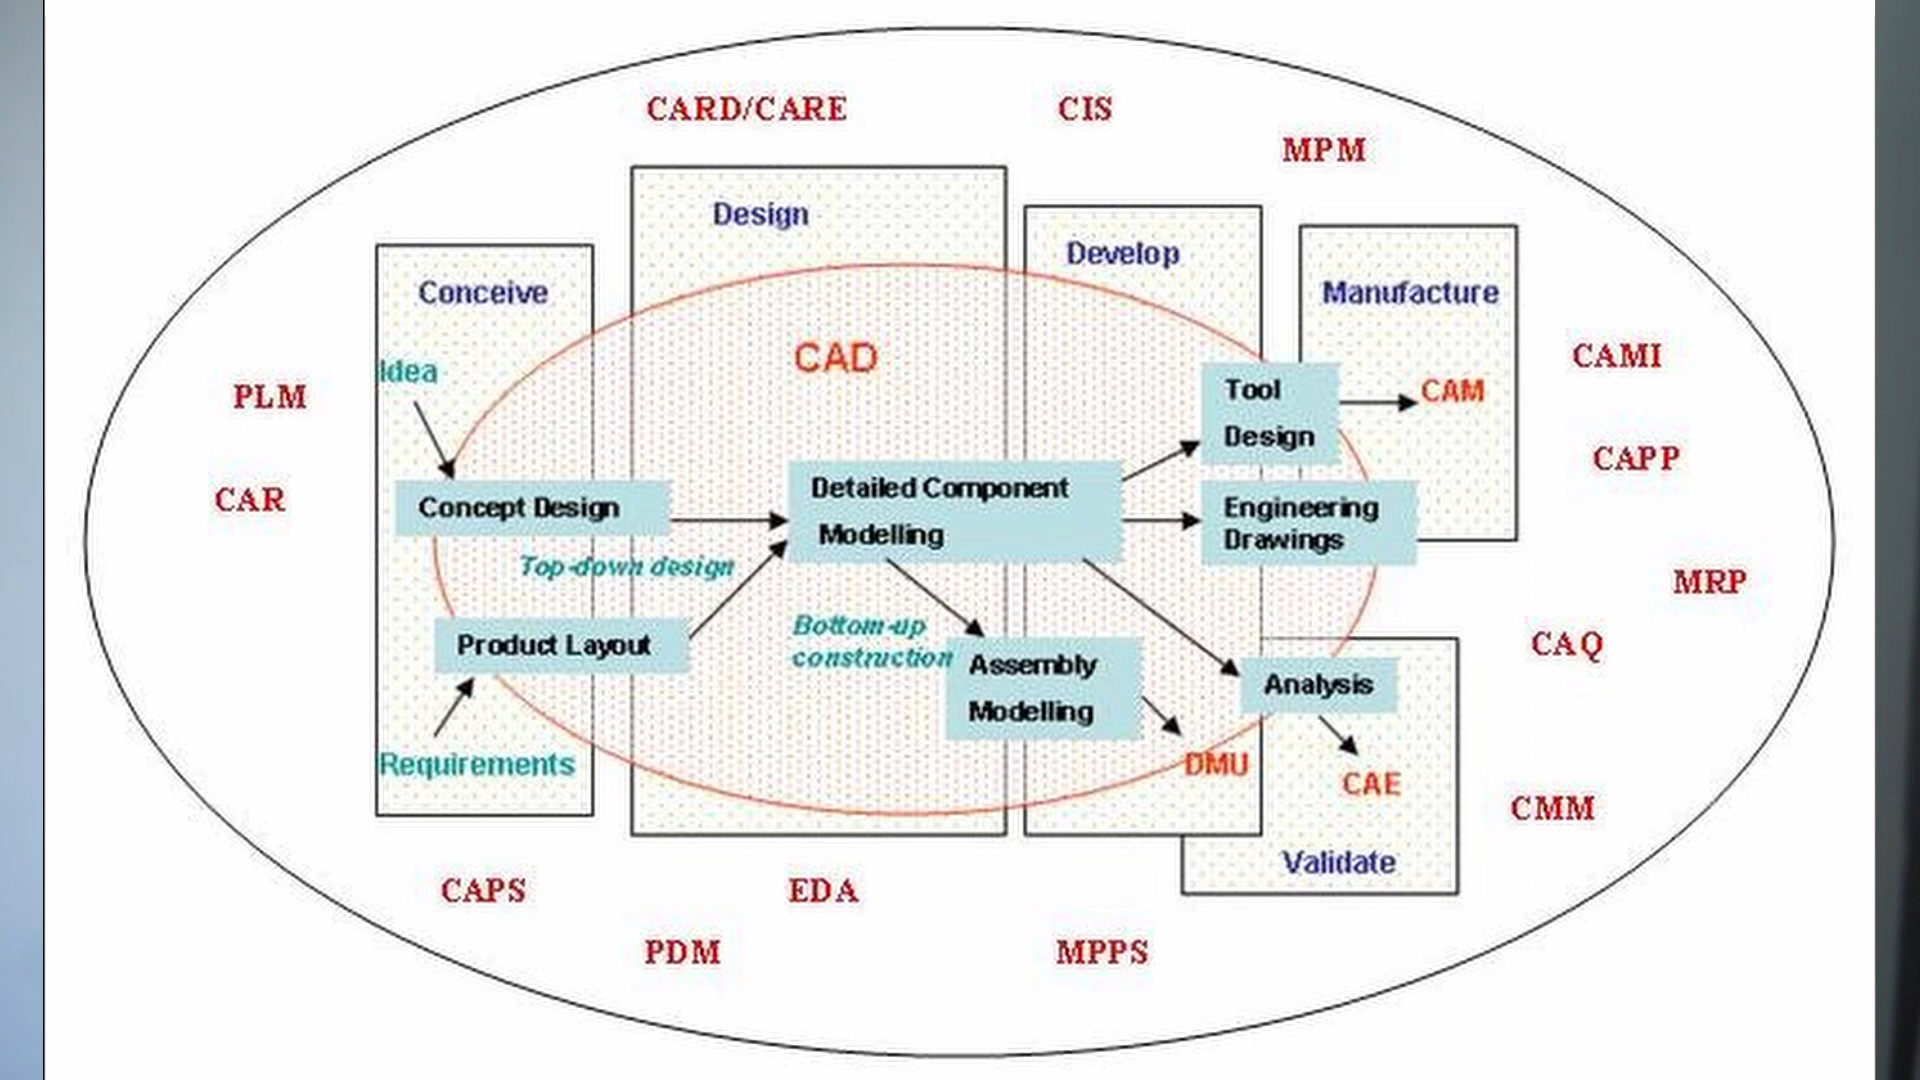 CARD/CARE
CIS
MPM
Design
Develop
Conceive
Manufacture
CAD
CAMI
Idea
PLM
Tool
Design
CAM
CAPP
CAR
Concept Design
Detailed Component
Modelling
Engineering
Drawings
Top-down design
MRP
Bottom-up
construction
CAQ
Product Layout
Assembly
Modelling
Analysis
Requirements
DMU
CAE
CMM
Validate
CAPS
EDA
PDM
MPPS